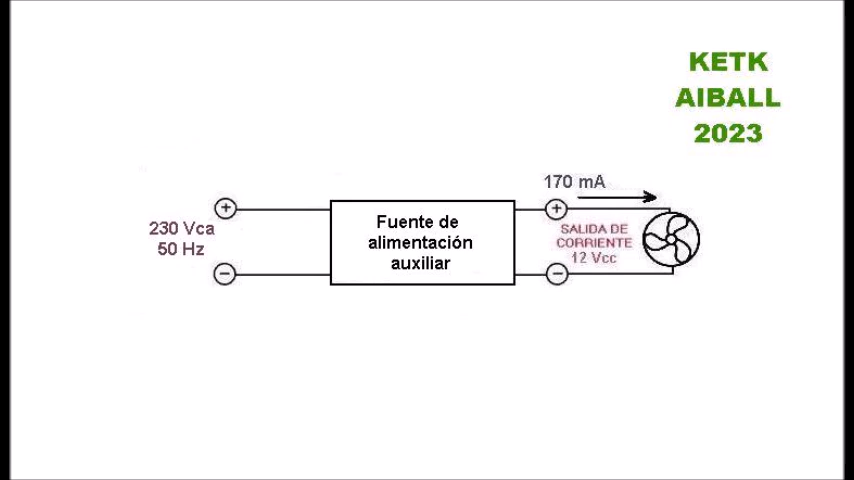 KETK
AIBALL
2023
170 mA
+
+
230 Vca
50 Hz
Fuente de
alimentación
auxiliar
SALIDA DE
CORRIENTE
12 Vcc
−
−